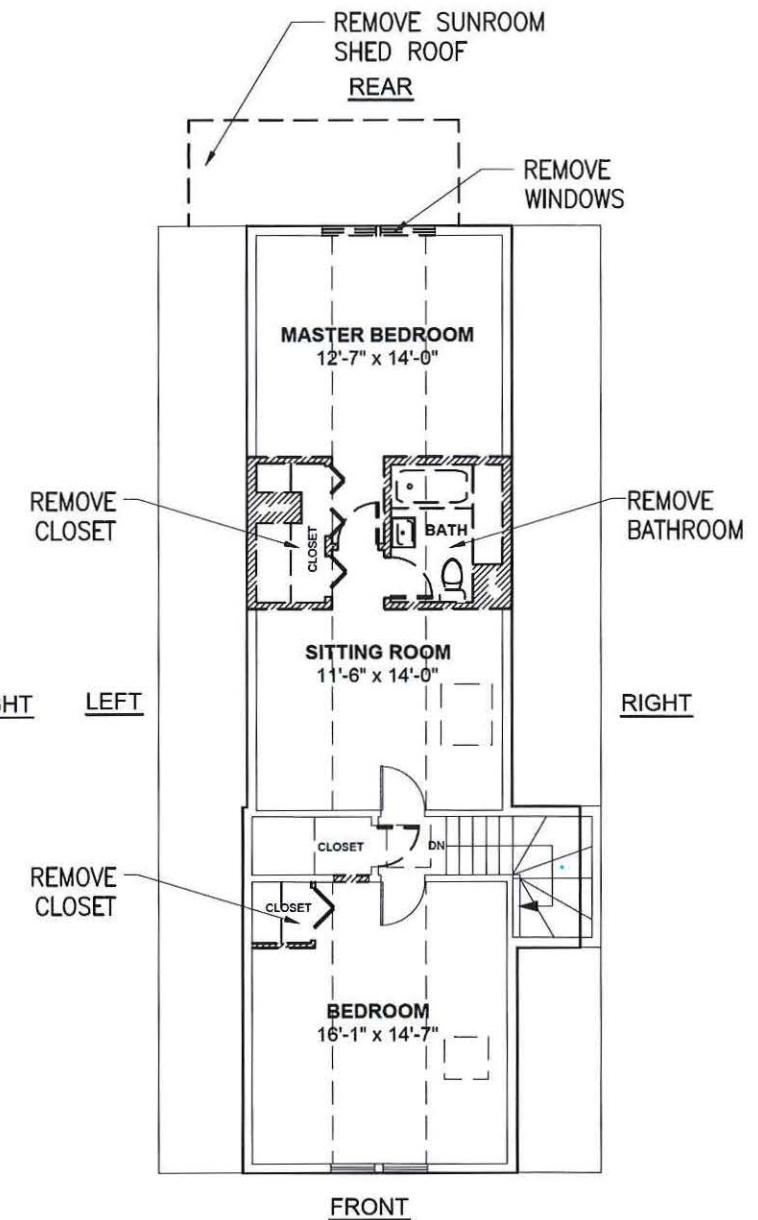 REMOVE SUNROOM
SHED ROOF
REAR
REMOVE
WINDOWS
MASTER BEDROOM
12'-7" x 14'-0"
REMOVE
CLOSET
CLOSET
BATH
REMOVE
BATHROOM
SITTING ROOM
11'-6" x 14'-0"
GHT
LEFT
RIGHT
CLOSET
DN
REMOVE
CLOSET
CLOSET
BEDROOM
16'-1" x 14'-7"
FRONT